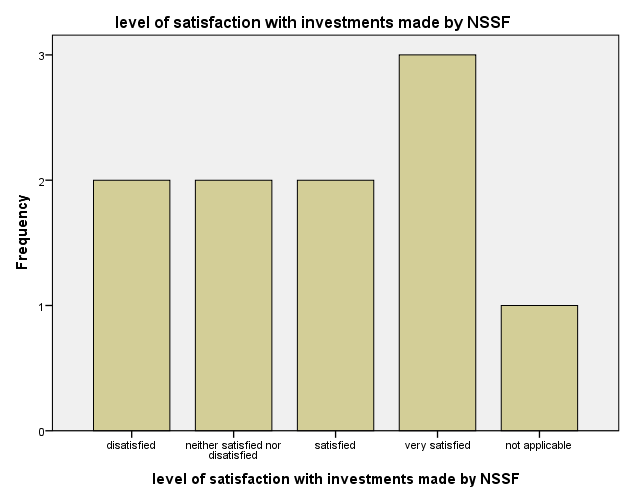 level of satisfaction with investments made by NSSF
3
2
1
0
Frequency
disatisfied
neither satisfied nor
disatisfied
satisfied
very satisfied
not applicable
level of satisfaction with investments made by NSSF